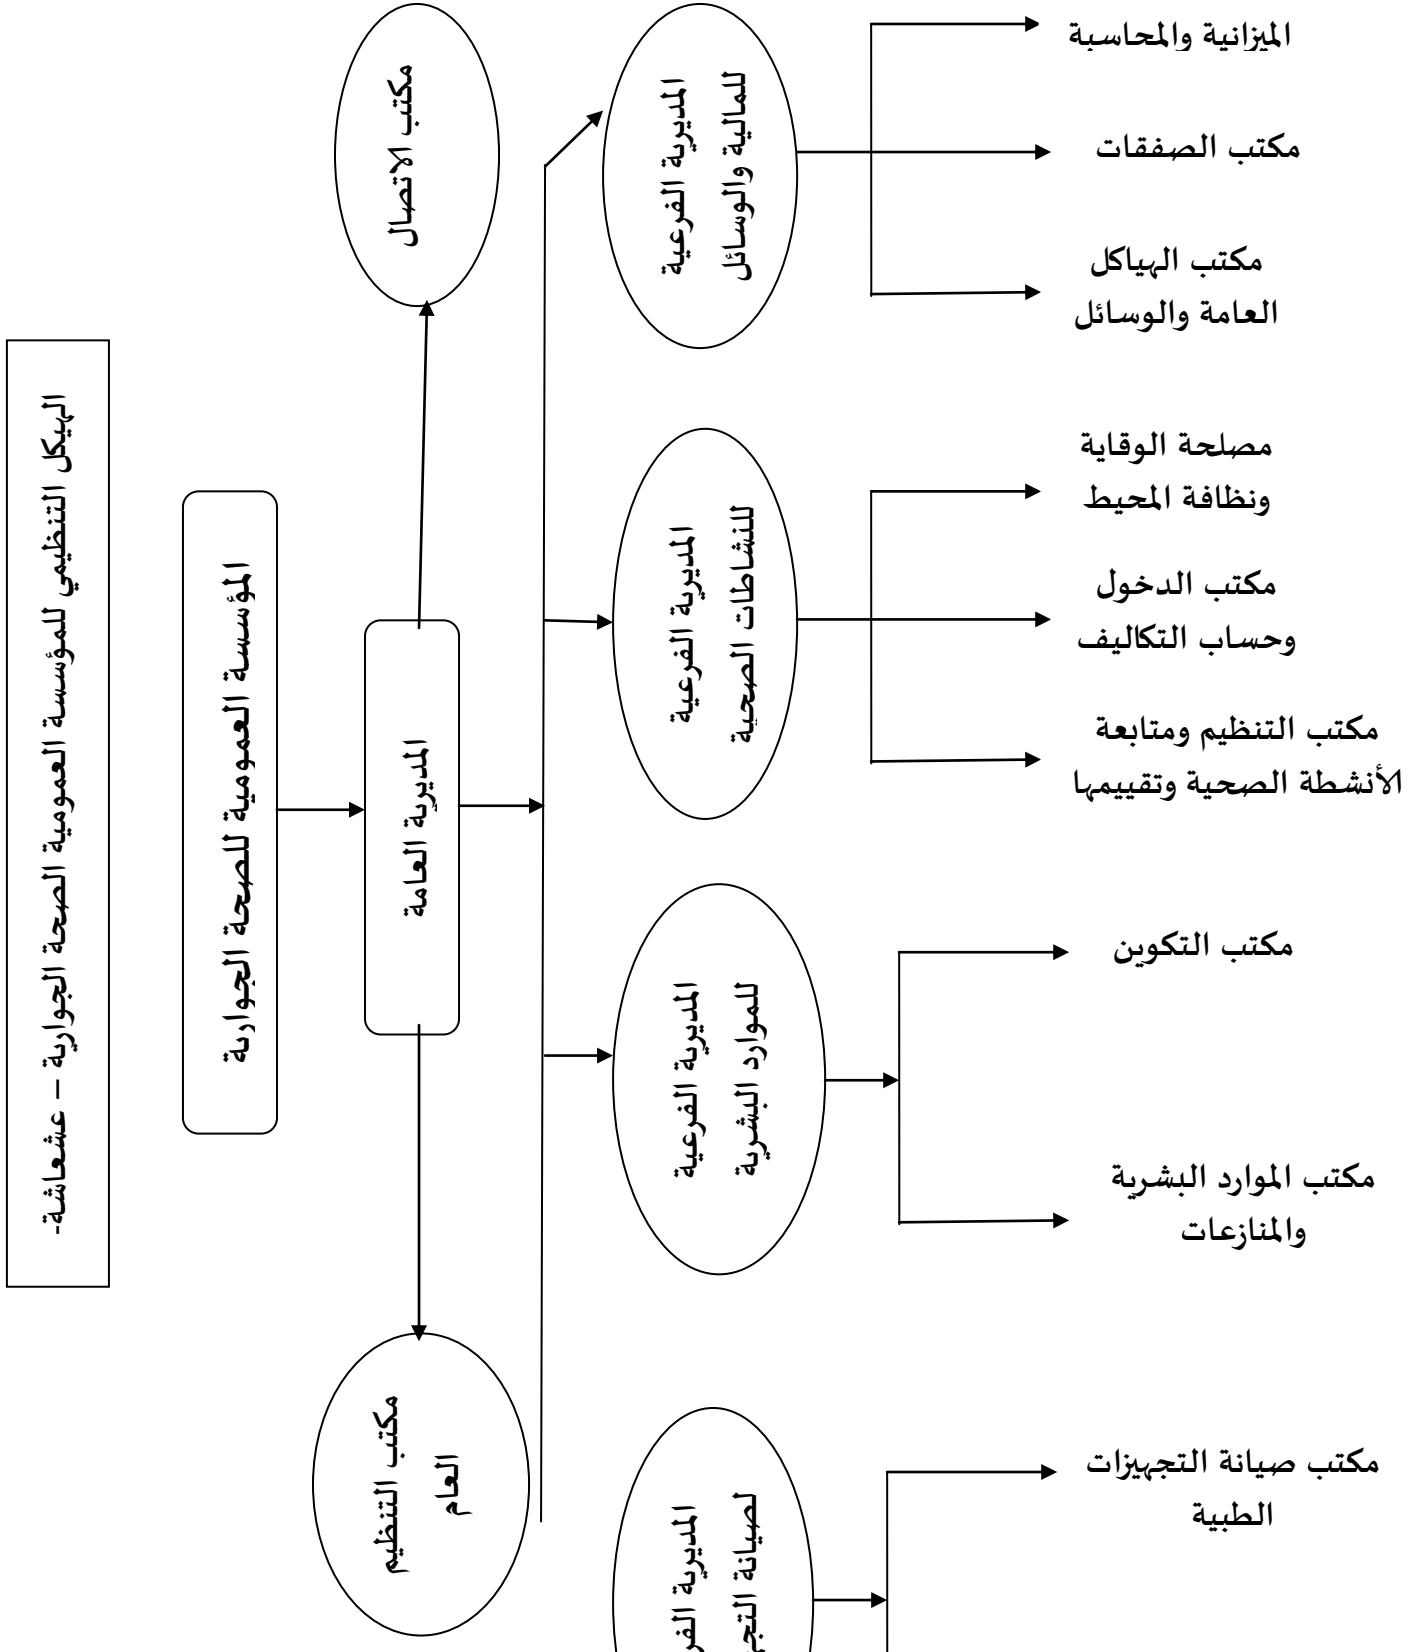 الهيكل التنظيمي للمؤسسة العمومية الصحة الجوارية – عشعاشة-
المؤسسة العمومية للصحة الجوارية
المديرية العامة
مكتب الاتصال
مكتب التنظيم
العام
المديرية الفرعية
للمالية والوسائل
الميزانية والمحاسبة
مكتب الصفقات
مكتب الهياكل
العامة والوسائل
المديرية الفرعية
للنشاطات الصحية
مصلحة الوقاية
ونظافة المحيط
مكتب الدخول
وحساب التكاليف
مكتب التنظيم ومتابعة
الأنشطة الصحية وتقييمها
المديرية الفرعية
للموارد البشرية
مكتب التكوين
مكتب الموارد البشرية
والمنازعات
المديرية
لصيانة
مكتب صيانة التجهيزات
الطبية